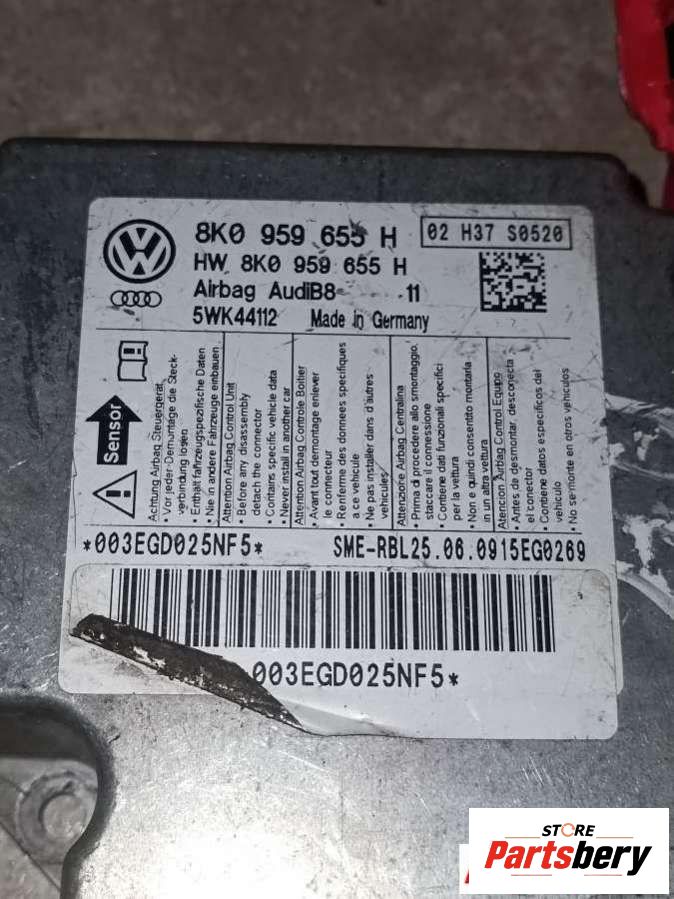 8K0 959 655 H
02 H37 S0520
HW 8K0 959 655 H
Airbag AudiB8 11
5WK44112 Made in Germany
Sensor
Achtung Airbag Steuergerät
• Vor jeder Demontage die Steck-
verbindung lösen
• Enthält fahrzeugspezifische Daten
• Nie in andere Fahrzeuge einbauen
Attention Airbag Control Unit
• Before any disassembly
detach the connector
• Contains specific vehicle data
• Never install in another car
Attention Airbag Controle Boitier
• Avant tout demontage enlever
le connecteur
• Renferme des donnees specifiques
a ce vehicule
• Ne pas installer dans d'autres
vehicules
Attenzione Airbag Centralina
• Prima di procedere allo smontaggio,
staccare il connessione
• Contiene dati funzionali specifici
per la vettura
• Non e quindi consentito montarla
in un altra vettura
Atencion Airbag Control Equipo
• Antes de desmontar, desconecta
el conector
• Contiene datos especificos del
vehiculo
• No se morte en otros vehiculos
*003EGD025NF5*
SME-RBL25.06.0915EG0269
003EGD025NF5*
STORE
Partsbery